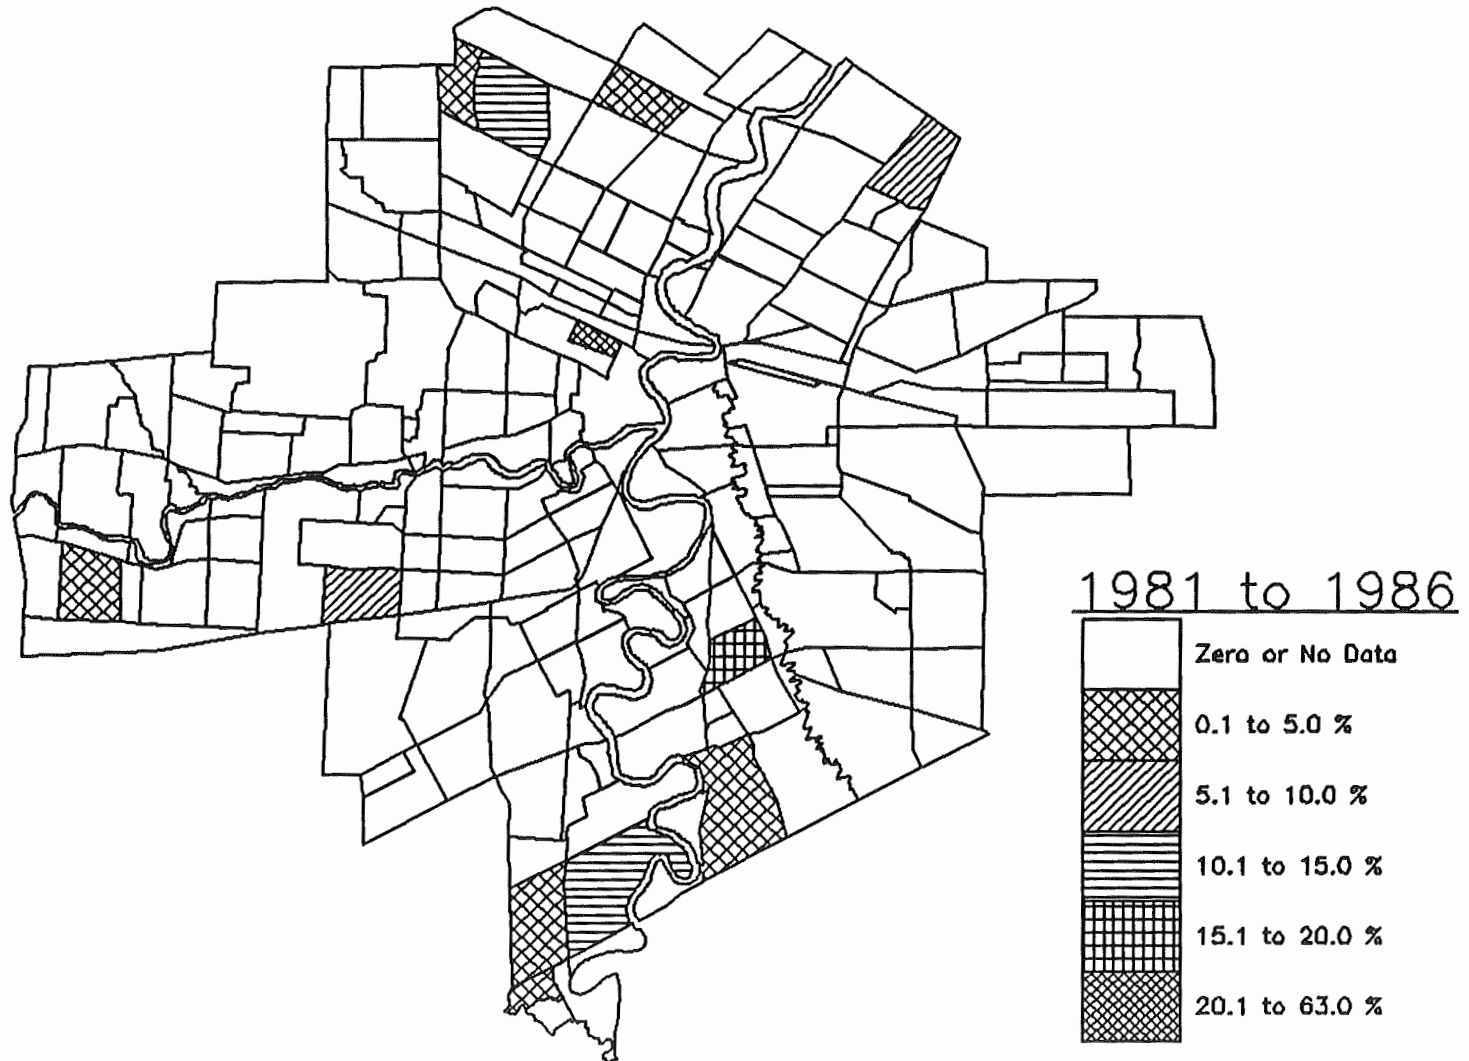 1981 to 1986
Zero or No Data
0.1 to 5.0 %
5.1 to 10.0 %
10.1 to 15.0 %
15.1 to 20.0 %
20.1 to 63.0 %